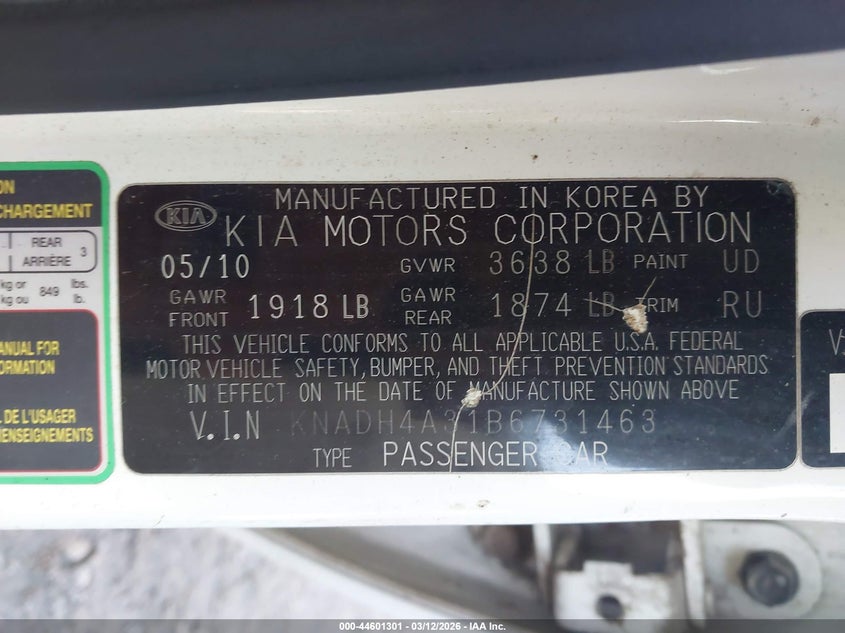 ON
CHARGEMENT
REAR
ARRIÈRE 3
kg or lbs.
kg ou 849 lb.
MANUAL FOR
FORMATION
L DE L'USAGER
RENSEIGNEMENTS
KIA
MANUFACTURED IN KOREA BY
KIA MOTORS CORPORATION
05/10 GVWR 3638 LB PAINT UD
GAWR FRONT 1918 LB GAWR REAR 1874 LB TRIM RU
THIS VEHICLE CONFORMS TO ALL APPLICABLE U.S.A. FEDERAL
MOTOR VEHICLE SAFETY, BUMPER, AND THEFT PREVENTION STANDARDS
IN EFFECT ON THE DATE OF MANUFACTURE SHOWN ABOVE
V.I.N KNADH4A31B6731463
TYPE PASSENGER CAR
000-44601301 - 03/12/2026 - IAA Inc.